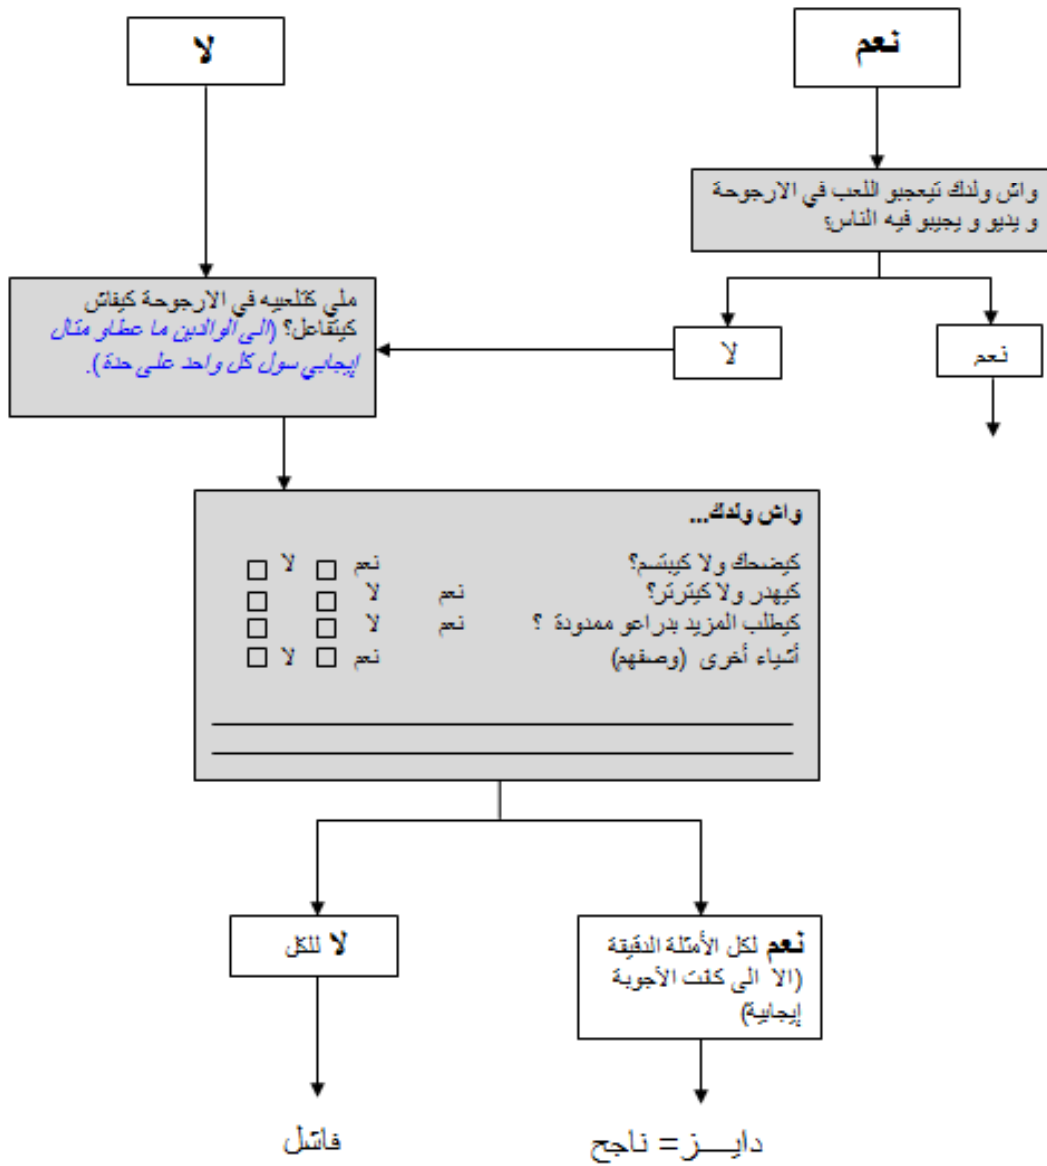 نعم
لا
واش ولدك تيعجبو اللعب في الارجوحة
و يديو و يجيبو فيه الناس؟
ملي كتلعبيه في الارجوحة كيفاش
كيتفاعل؟ (الى الوالدين ما عطاو مثال
إيجابي سول كل واحد على حدة).
نعم
لا
واش ولدك...
كيضحك ولا كيبتسم؟ نعم لا
كيهدر ولا كيترتر؟ نعم لا
كيطلب المزيد بدراعو ممدودة ؟ نعم لا
أشياء أخرى (وصفهم) نعم لا
نعم لكل الأمثلة الدقيقة
(الا الى كانت الأجوبة
إيجابية)
لا للكل
دايـــز = ناجح
فاشل